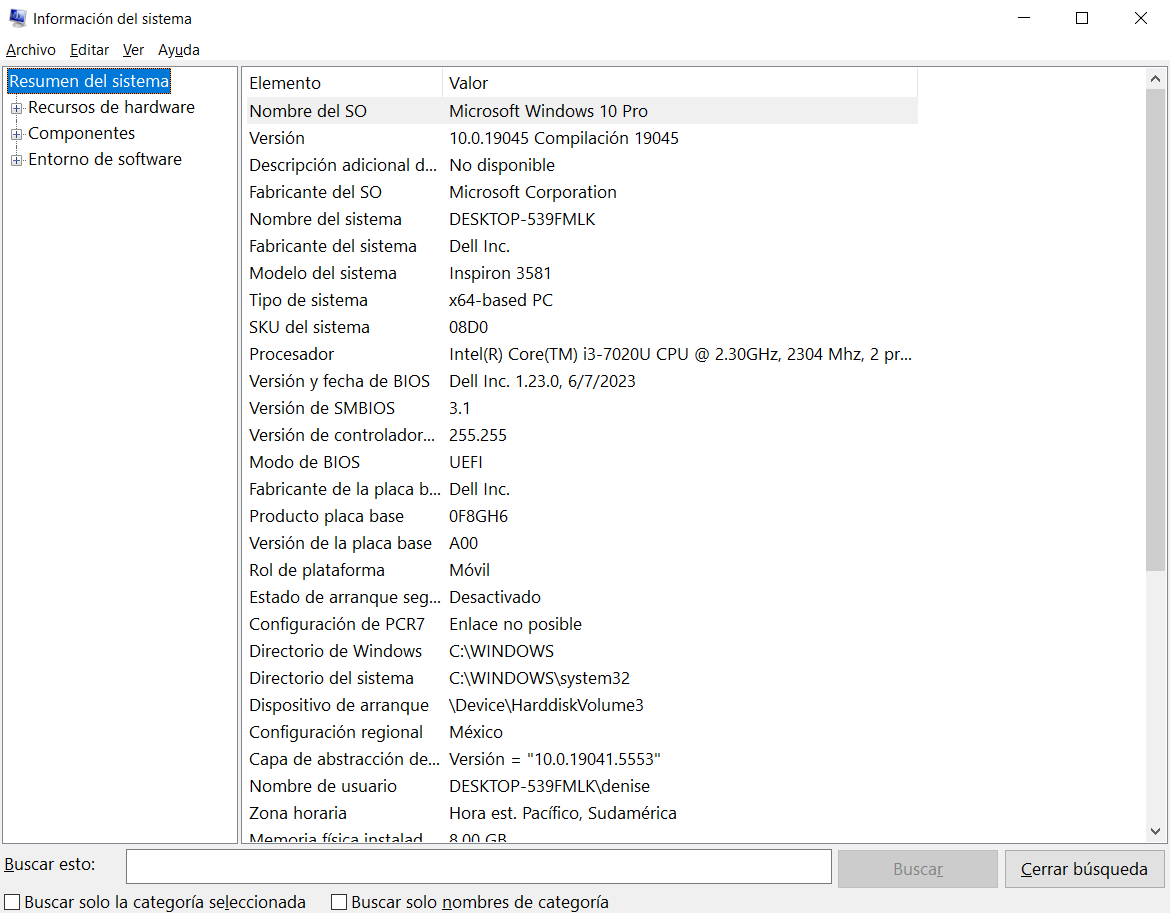 Información del sistema
Archivo Editar Ver Ayuda
Resumen del sistema
Recursos de hardware
Componentes
Entorno de software
Elemento Valor
Nombre del SO Microsoft Windows 10 Pro
Versión 10.0.19045 Compilación 19045
Descripción adicional d... No disponible
Fabricante del SO Microsoft Corporation
Nombre del sistema DESKTOP-539FMLK
Fabricante del sistema Dell Inc.
Modelo del sistema Inspiron 3581
Tipo de sistema x64-based PC
SKU del sistema 08D0
Procesador Intel(R) Core(TM) i3-7020U CPU @ 2.30GHz, 2304 Mhz, 2 pr...
Versión y fecha de BIOS Dell Inc. 1.23.0, 6/7/2023
Versión de SMBIOS 3.1
Versión de controlador... 255.255
Modo de BIOS UEFI
Fabricante de la placa b... Dell Inc.
Producto placa base 0F8GH6
Versión de la placa base A00
Rol de plataforma Móvil
Estado de arranque seg... Desactivado
Configuración de PCR7 Enlace no posible
Directorio de Windows C:\WINDOWS
Directorio del sistema C:\WINDOWS\system32
Dispositivo de arranque \Device\HarddiskVolume3
Configuración regional México
Capa de abstracción de... Versión = "10.0.19041.5553"
Nombre de usuario DESKTOP-539FMLK\denise
Zona horaria Hora est. Pacífico, Sudamérica
Memoria física instalad 8.00 GB
Buscar esto: Buscar Cerrar búsqueda
Buscar solo la categoría seleccionada Buscar solo nombres de categoría